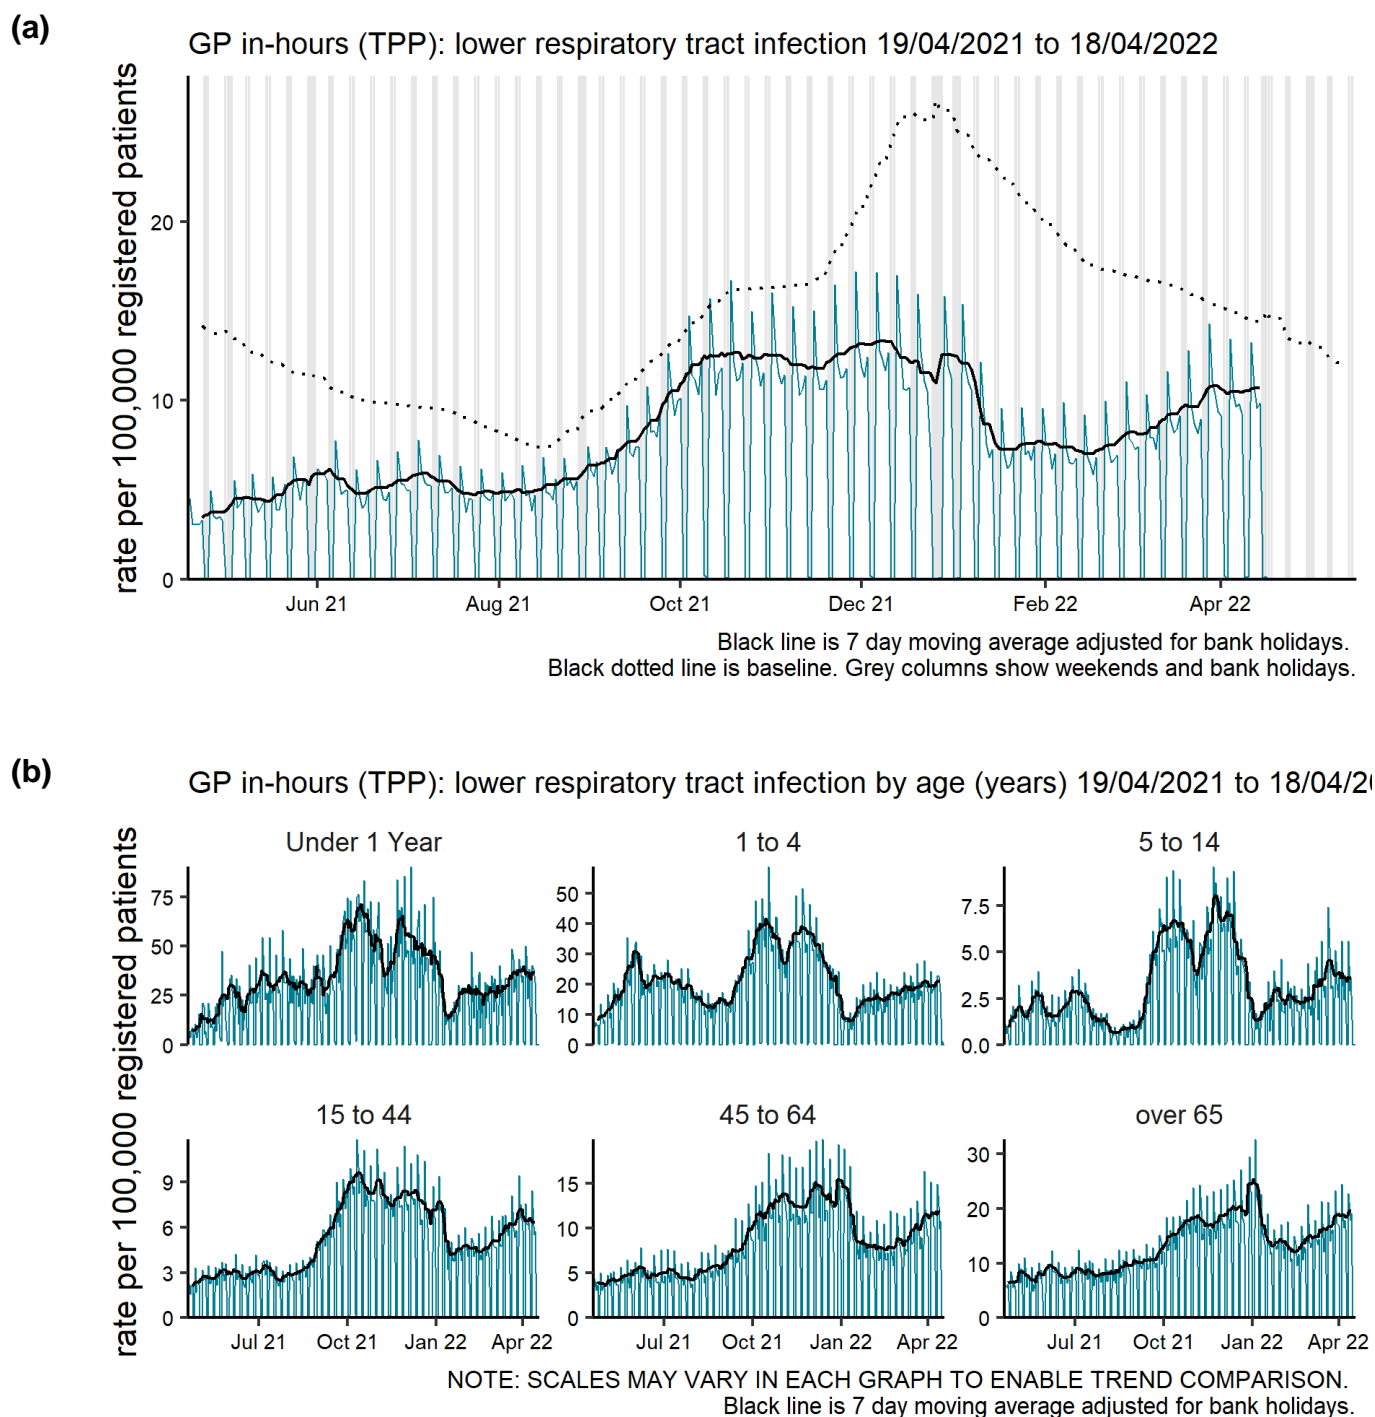 (a)
GP in-hours (TPP): lower respiratory tract infection 19/04/2021 to 18/04/2022
rate per 100,000 registered patients
20
10
0
Jun 21 Aug 21 Oct 21 Dec 21 Feb 22 Apr 22
Black line is 7 day moving average adjusted for bank holidays.
Black dotted line is baseline. Grey columns show weekends and bank holidays.
(b)
GP in-hours (TPP): lower respiratory tract infection by age (years) 19/04/2021 to 18/04/20
rate per 100,000 registered patients
Under 1 Year
75
50
25
0
1 to 4
50
40
30
20
10
0
5 to 14
7.5
5.0
2.5
0.0
15 to 44
9
6
3
0
Jul 21 Oct 21 Jan 22 Apr 22
45 to 64
15
10
5
0
Jul 21 Oct 21 Jan 22 Apr 22
over 65
30
20
10
0
Jul 21 Oct 21 Jan 22 Apr 22
NOTE: SCALES MAY VARY IN EACH GRAPH TO ENABLE TREND COMPARISON.
Black line is 7 day moving average adjusted for bank holidays.